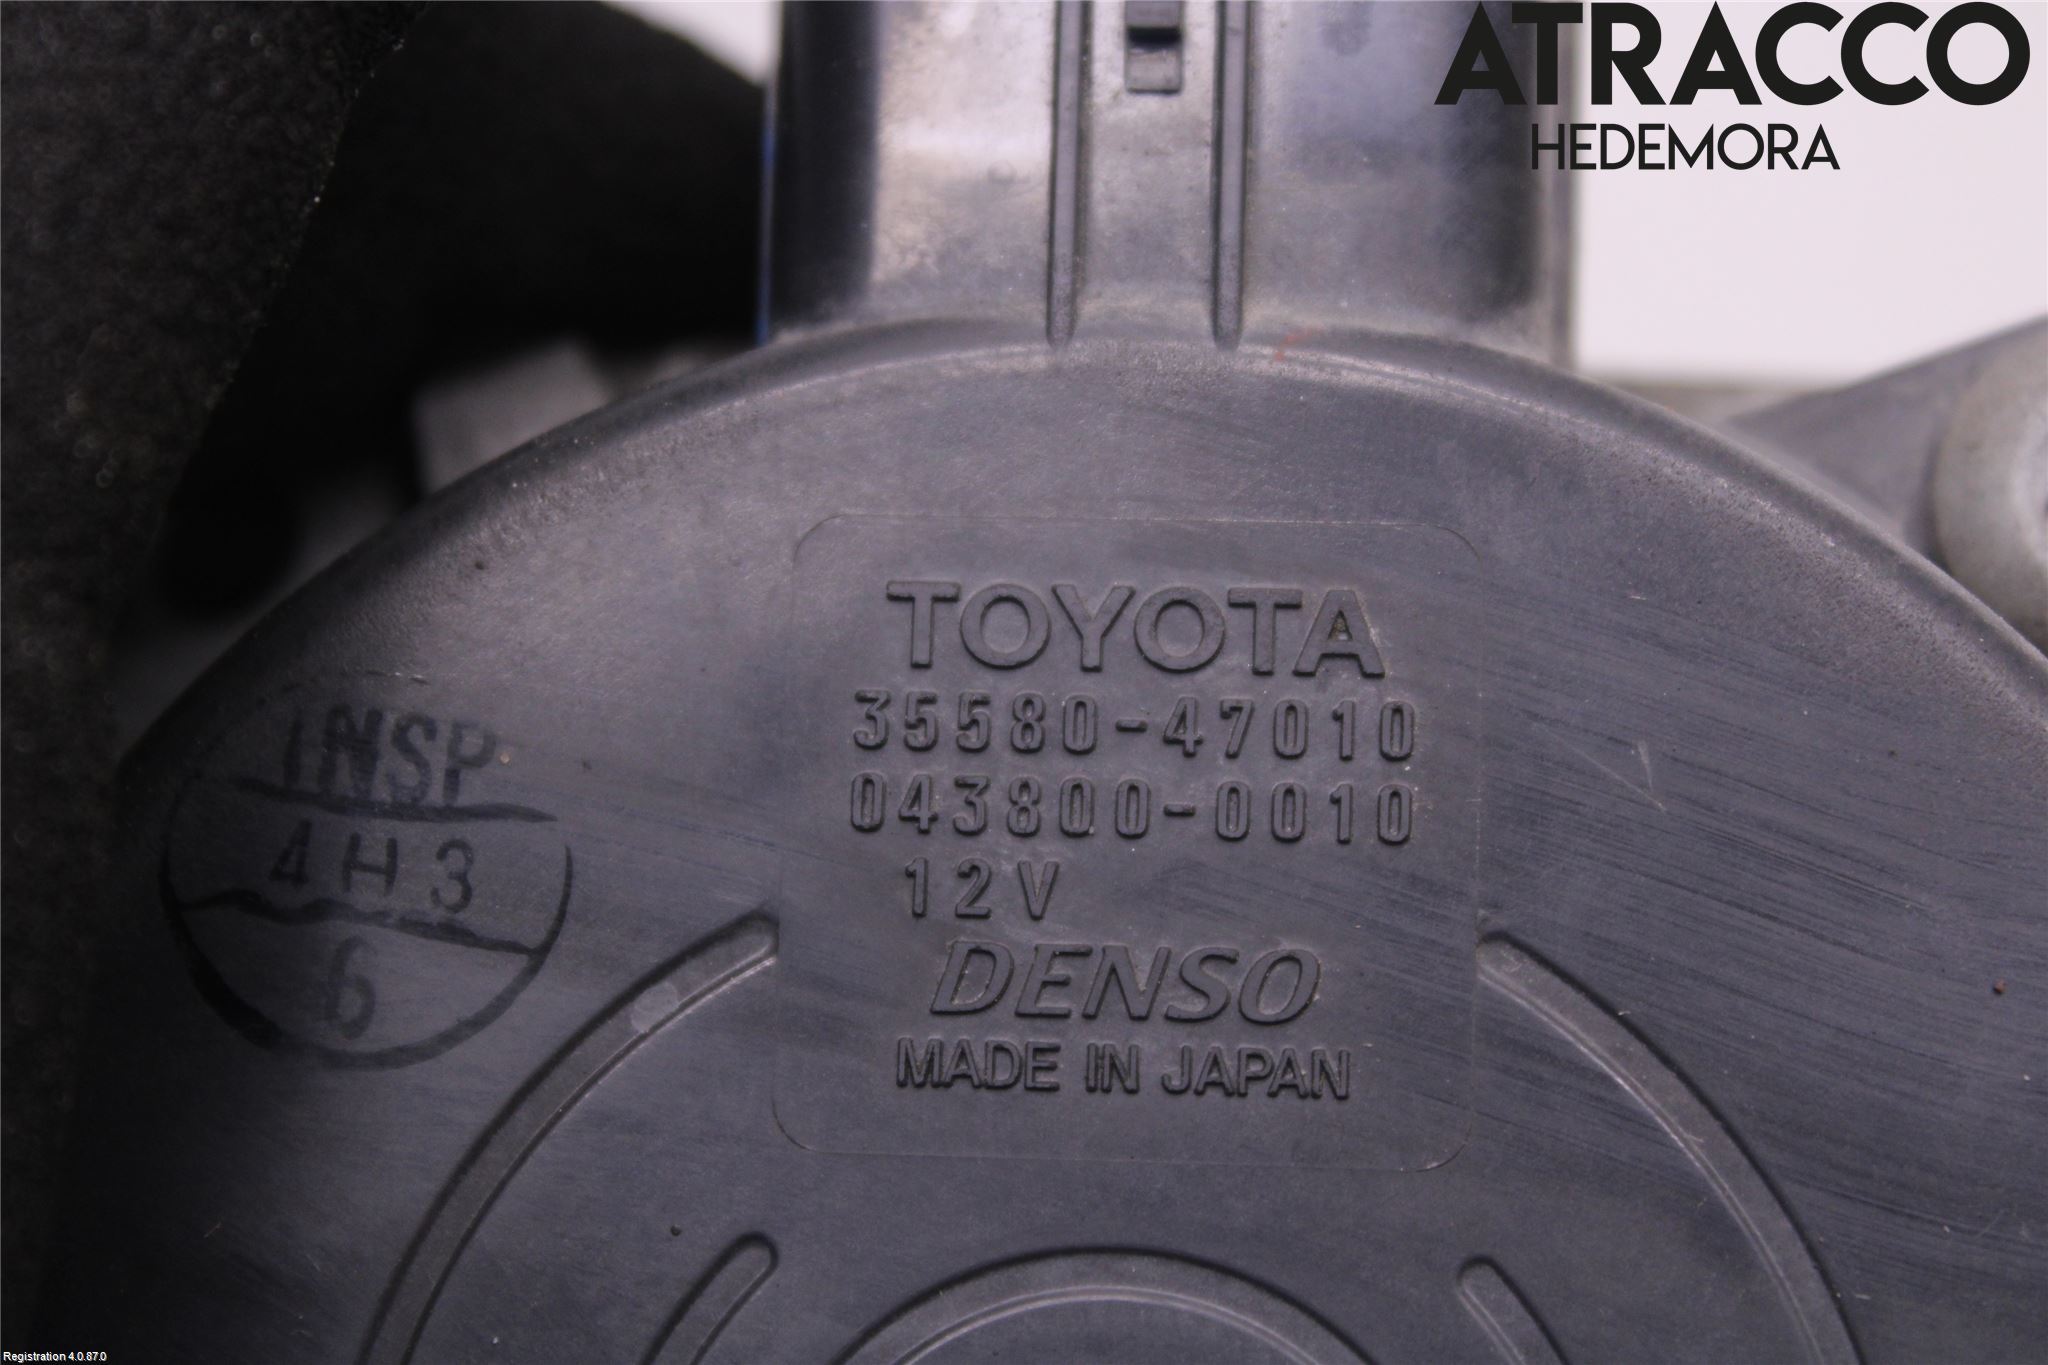 ATRACCO
HEDEMORA
TOYOTA
35580-47010
043800-0010
12V
DENSO
MADE IN JAPAN
INSP
4H3
6
Registration 4.0.87.0